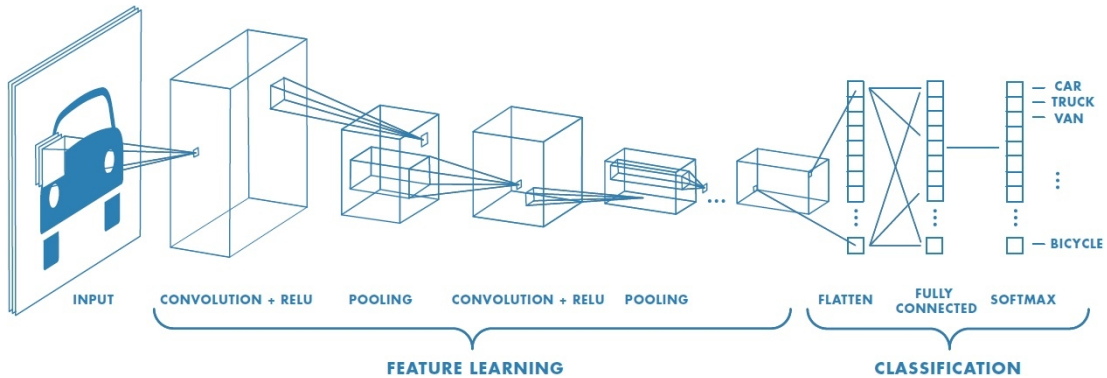 CAR
TRUCK
VAN
BICYCLE
INPUT
CONVOLUTION + RELU
POOLING
CONVOLUTION + RELU
POOLING
FLATTEN
FULLY
CONNECTED
SOFTMAX
FEATURE LEARNING
CLASSIFICATION